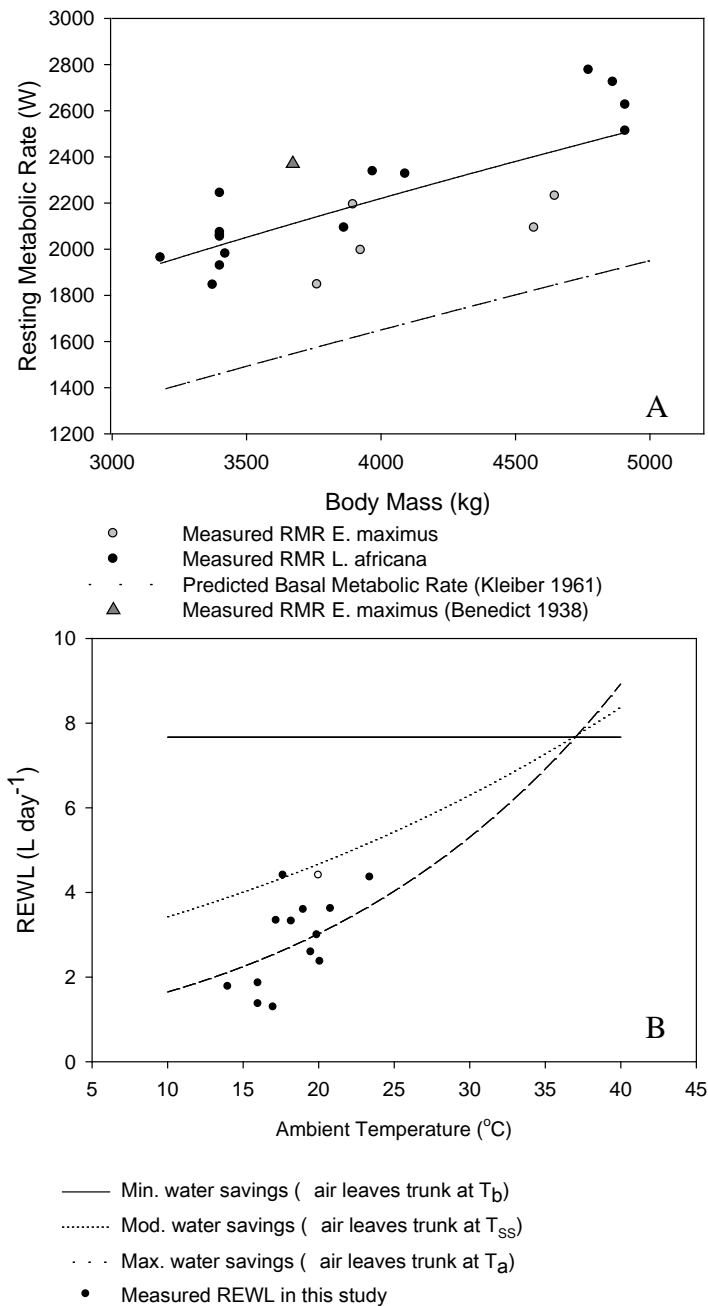 2800
2600
2400
2200
2000
1800
1600
1400
1200
Resting Metabolic Rate (W)
A
3000 3500 4000 4500 5000
Body Mass (kg)
Measured RMR E. maximus
Measured RMR L. africana
Predicted Basal Metabolic Rate (Kleiber 1961)
Measured RMR E. maximus (Benedict 1938)
10
8
6
4
2
0
REWL (L day-1)
B
5 10 15 20 25 30 35 40 45
Ambient Temperature (oC)
Min. water savings ( air leaves trunk at Tb)
Mod. water savings ( air leaves trunk at TSS)
Max. water savings ( air leaves trunk at Ta)
Measured REWL in this study